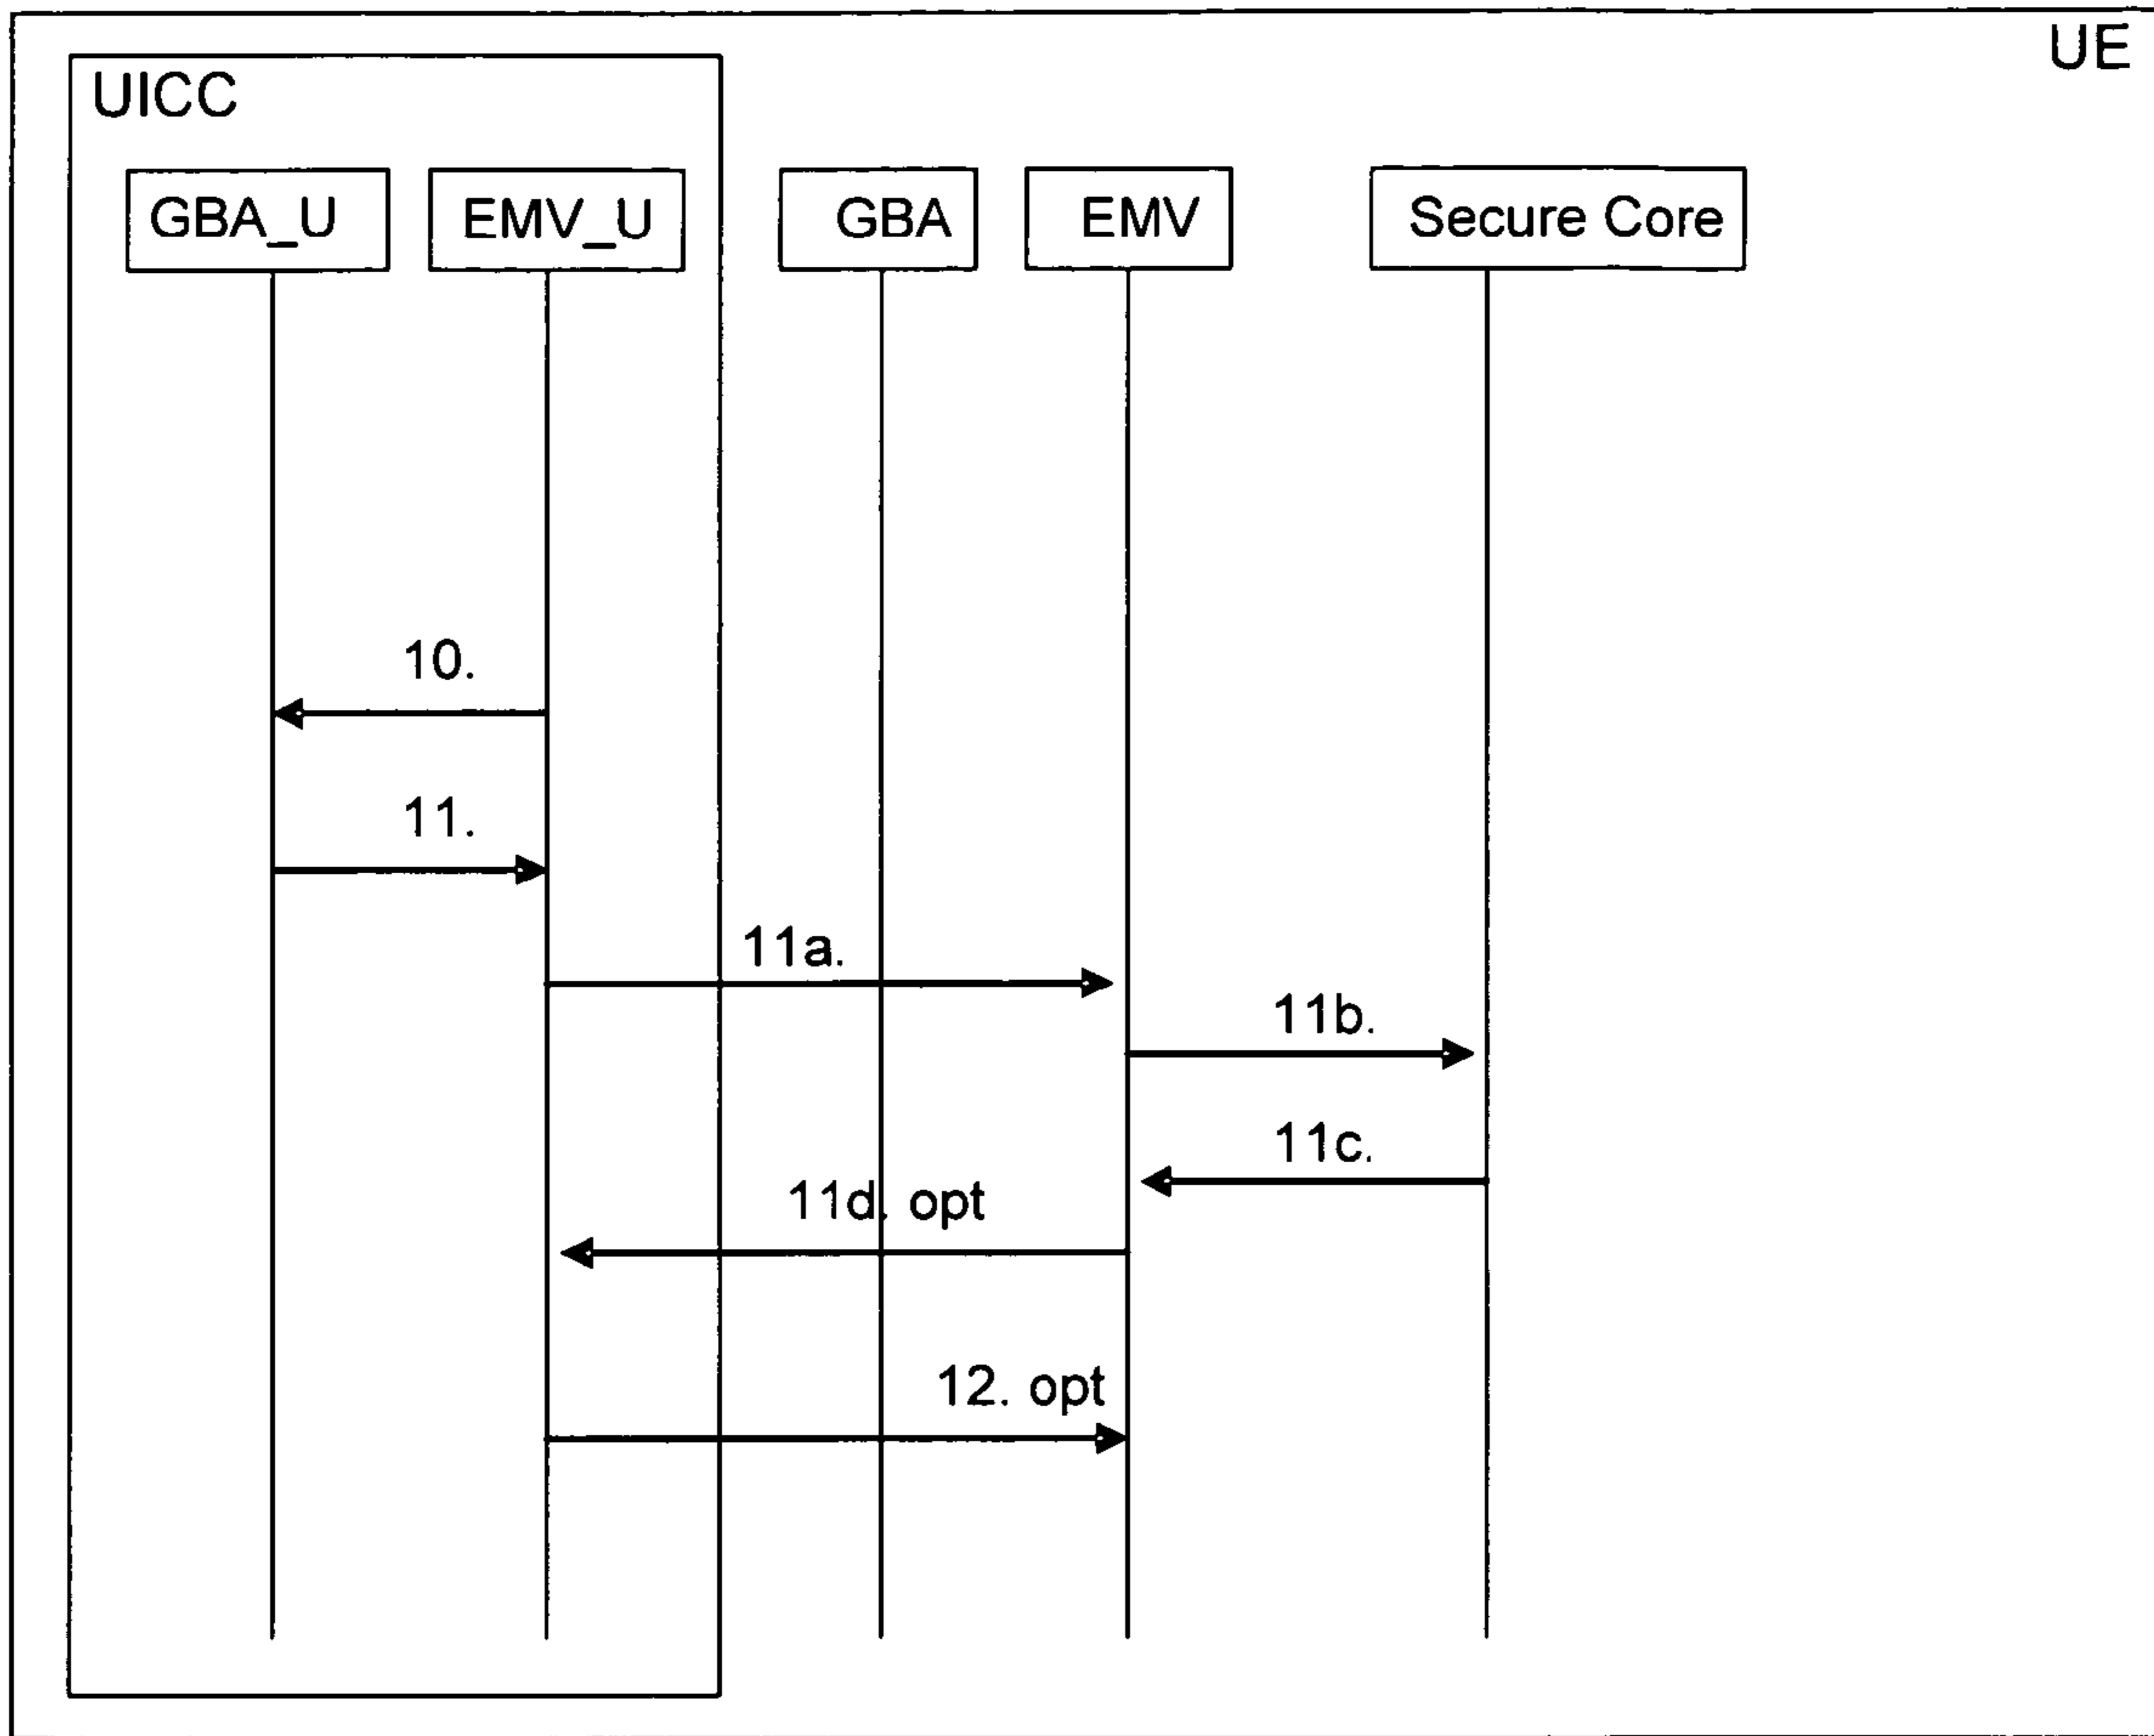 UE
UICC
GBA_U
EMV_U
GBA
EMV
Secure Core
10.
11.
11a.
11b.
11c.
11d. opt
12. opt